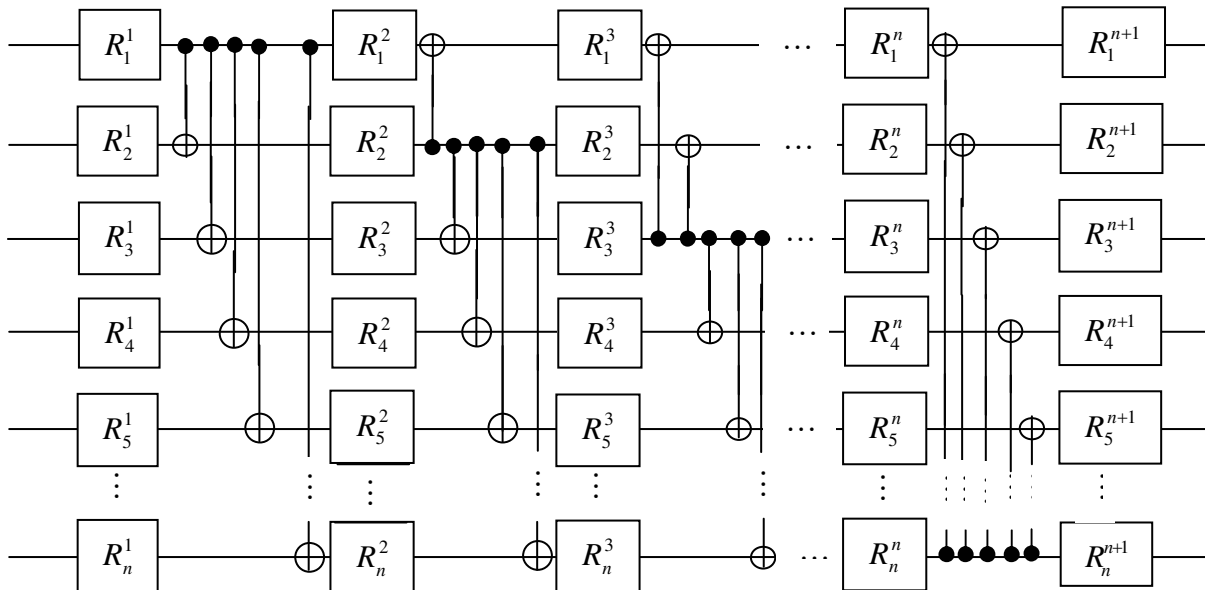 R_1^1 R_1^2 R_1^3 … R_1^n R_1^{n+1}
R_2^1 R_2^2 R_2^3 … R_2^n R_2^{n+1}
R_3^1 R_3^2 R_3^3 … R_3^n R_3^{n+1}
R_4^1 R_4^2 R_4^3 … R_4^n R_4^{n+1}
R_5^1 R_5^2 R_5^3 … R_5^n R_5^{n+1}
⋮ ⋮ ⋮ ⋮ ⋮ ⋮ ⋮ ⋮ ⋮ ⋮ ⋮ ⋮ ⋮
R_n^1 R_n^2 R_n^3 … R_n^n R_n^{n+1}